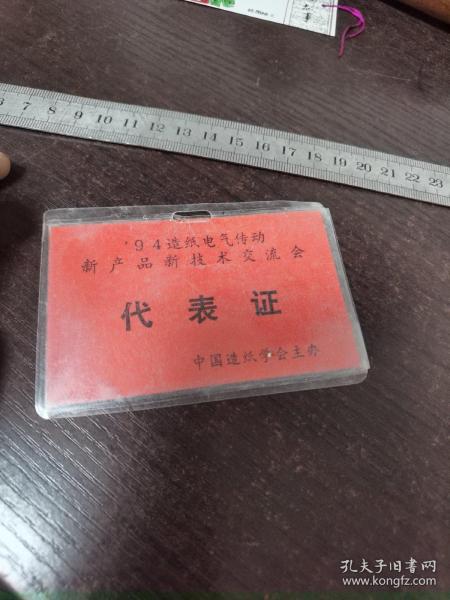 6 7 8 9 10 11 12 13 14 15 16 17 18 19 20 21 22 23
'94造纸电气传动
新产品新技术交流会
代表证
中国造纸学会主办
孔夫子旧书网
www.kongfz.com